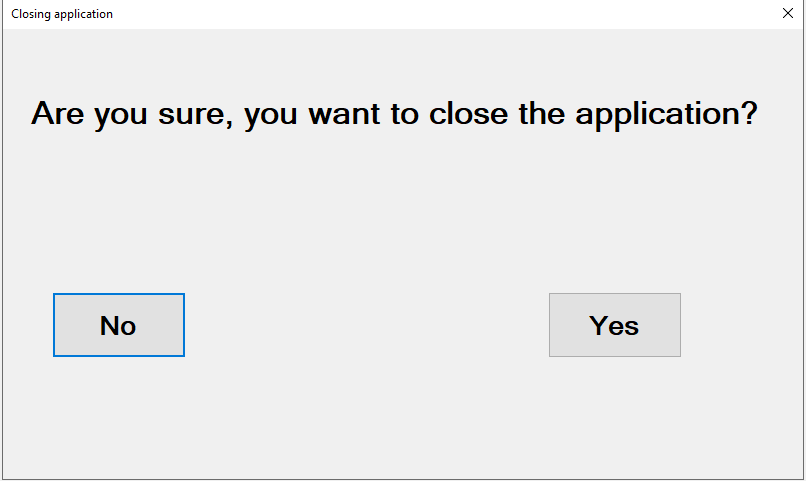 Closing application
Are you sure, you want to close the application?
No
Yes